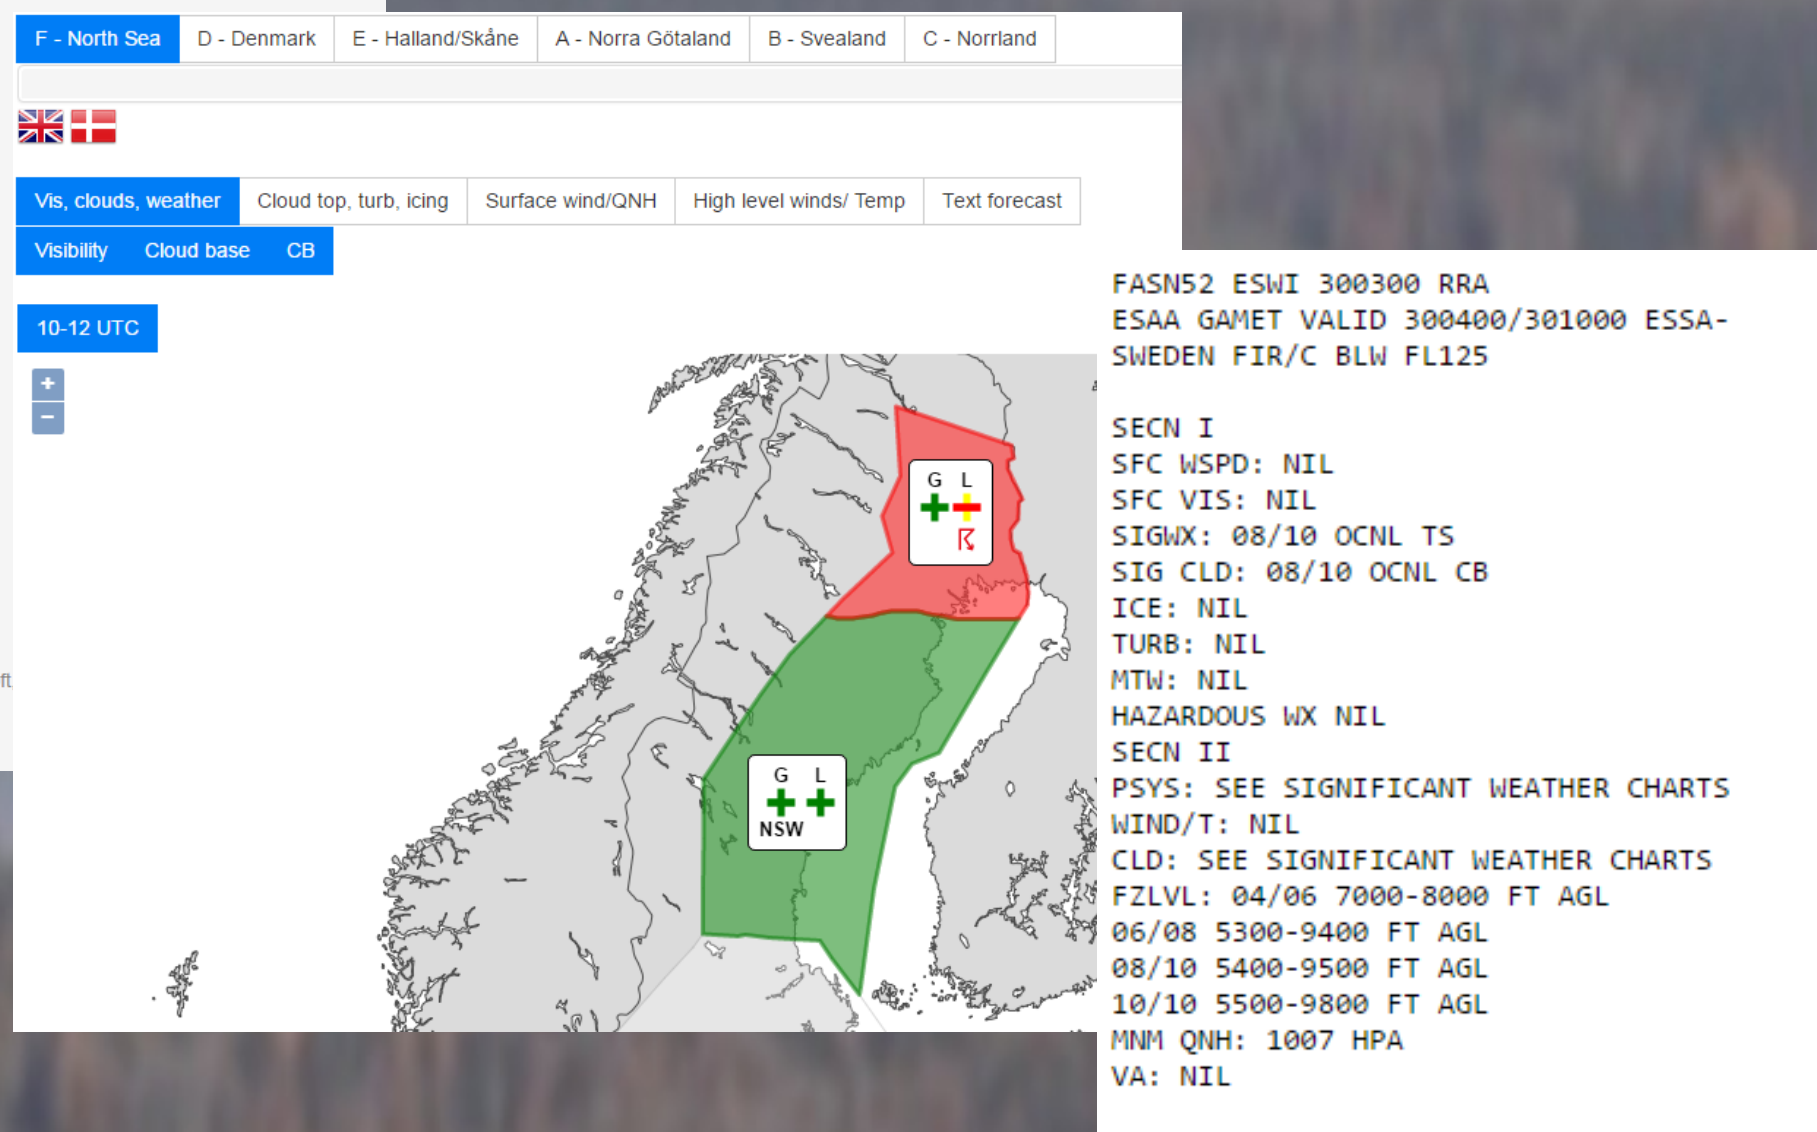 F - North Sea
D - Denmark
E - Halland/Skåne
A - Norra Götaland
B - Svealand
C - Norrland
Vis, clouds, weather
Cloud top, turb, icing
Surface wind/QNH
High level winds/ Temp
Text forecast
Visibility
Cloud base
CB
10-12 UTC
+
−
G L
G L
NSW
ft
FASN52 ESWI 300300 RRA
ESAA GAMET VALID 300400/301000 ESSA-
SWEDEN FIR/C BLW FL125
SECN I
SFC WSPD: NIL
SFC VIS: NIL
SIGWX: 08/10 OCNL TS
SIG CLD: 08/10 OCNL CB
ICE: NIL
TURB: NIL
MTW: NIL
HAZARDOUS WX NIL
SECN II
PSYS: SEE SIGNIFICANT WEATHER CHARTS
WIND/T: NIL
CLD: SEE SIGNIFICANT WEATHER CHARTS
FZLVL: 04/06 7000-8000 FT AGL
06/08 5300-9400 FT AGL
08/10 5400-9500 FT AGL
10/10 5500-9800 FT AGL
MNM QNH: 1007 HPA
VA: NIL